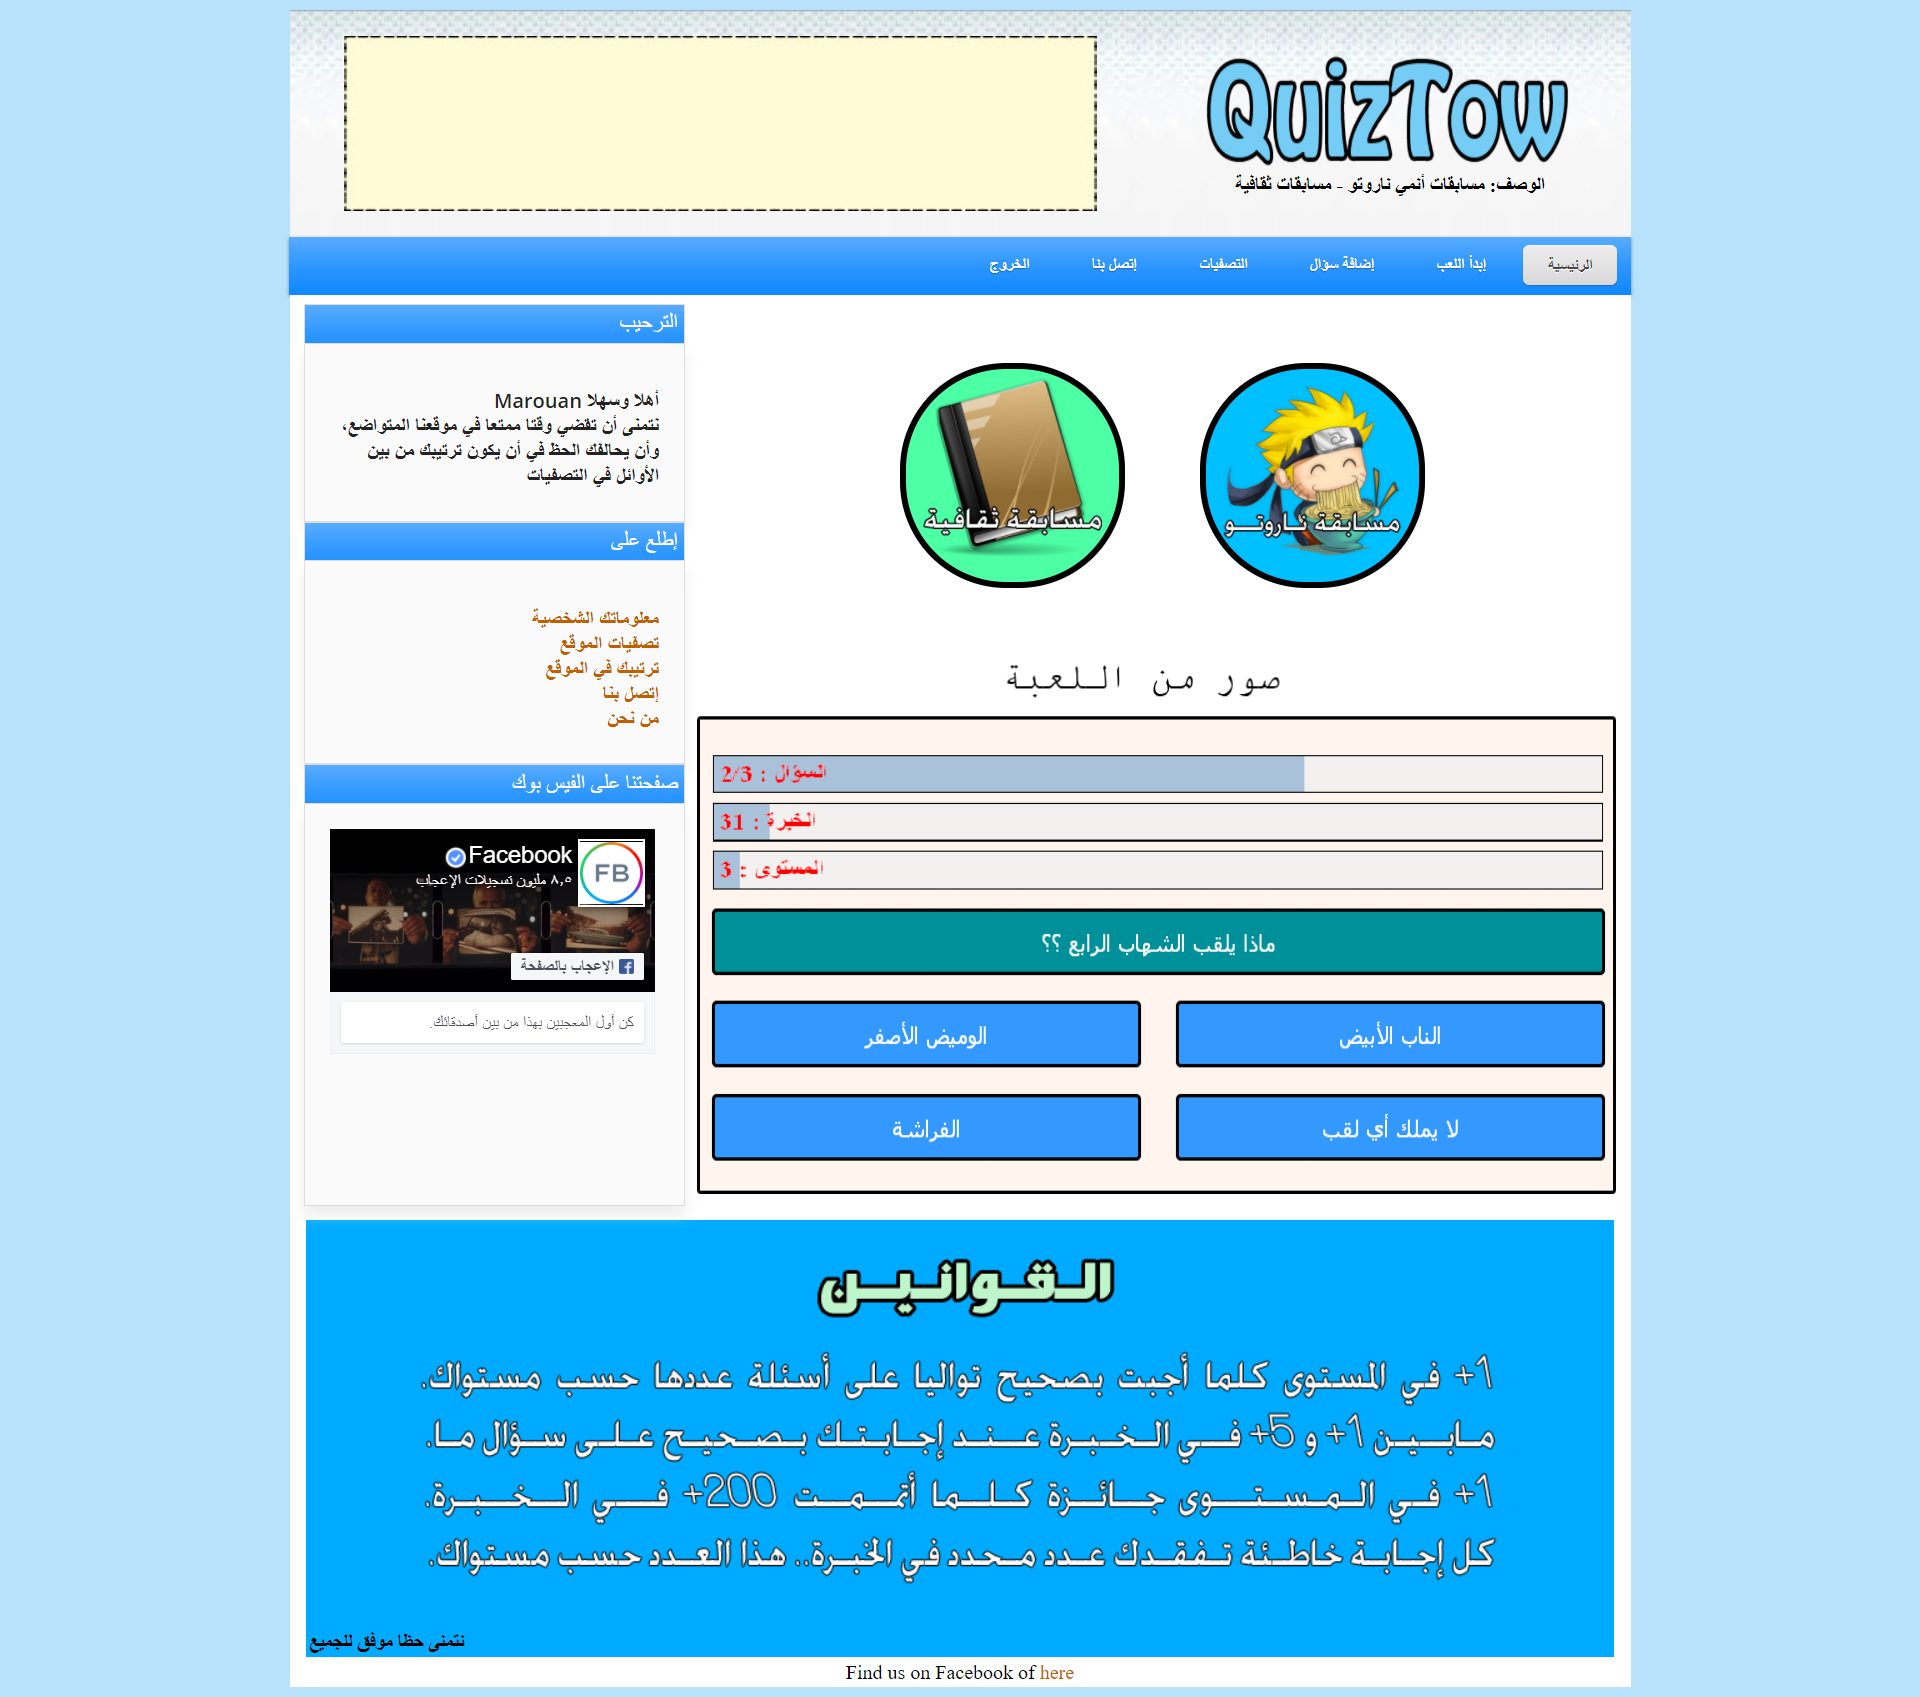 QuizTow
الوصف: مسابقات أنمي ناروتو - مسابقات ثقافية
الرئيسية
إبدأ اللعب
إضافة سؤال
التصفيات
إتصل بنا
الخروج
مسابقة نـاروتــو
مسابقة ثقافية
صور من اللعبة
السؤال : 2/3
الخبرة : 31
المستوى : 3
ماذا يلقب الشهاب الرابع ؟؟
الناب الأبيض
الوميض الأصفر
لا يملك أي لقب
الفراشة
الترحيب
أهلا وسهلا Marouan
نتمنى أن تقضي وقتا ممتعا في موقعنا المتواضع،
وأن يحالفك الحظ في أن يكون ترتيبك من بين
الأوائل في التصفيات
إطلع على
معلوماتك الشخصية
تصفيات الموقع
ترتيبك في الموقع
إتصل بنا
من نحن
صفحتنا على الفيس بوك
FB
Facebook
٨٫٥ مليون تسجيلات الإعجاب
الإعجاب بالصفحة
كن أول المعجبين بهذا من بين أصدقائك.
القوانين
+1 في المستوى كلما أجبت بصحيح تواليا على أسئلة عددها حسب مستواك.
مابين +1 و +5 في الخبرة عند إجابتك بصحيح على سؤال ما.
+1 في المستوى جائزة كلما أتممت +200 في الخبرة.
كل إجابة خاطئة تفقدك عدد محدد في الخبرة.. هذا العدد حسب مستواك.
نتمنى حظا موفق للجميع
Find us on Facebook of here